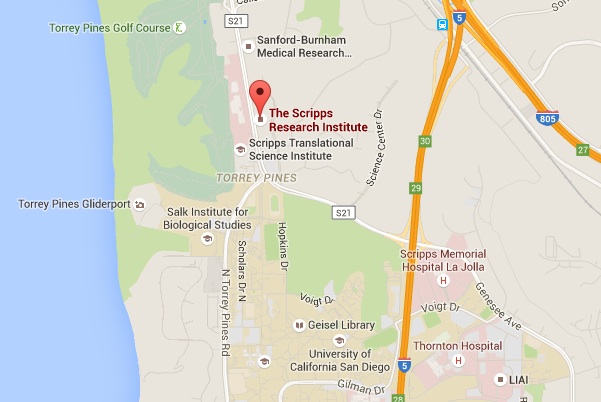 S21
5
Torrey Pines Golf Course
Sanford-Burnham
Medical Research...
The Scripps
Research Institute
805
Science Center Dr
30
27
Scripps Translational
Science Institute
TORREY PINES
29
Torrey Pines Gliderport
Salk Institute for
Biological Studies
S21
Hopkins Dr
Scholars Dr N
N Torrey Pines Rd
Scripps Memorial
Hospital La Jolla
H
Genesee Ave
Voigt Dr
Voigt Dr
Geisel Library
University of
California San Diego
Thornton Hospital
H
5
LIAI
Gilman Dr
28